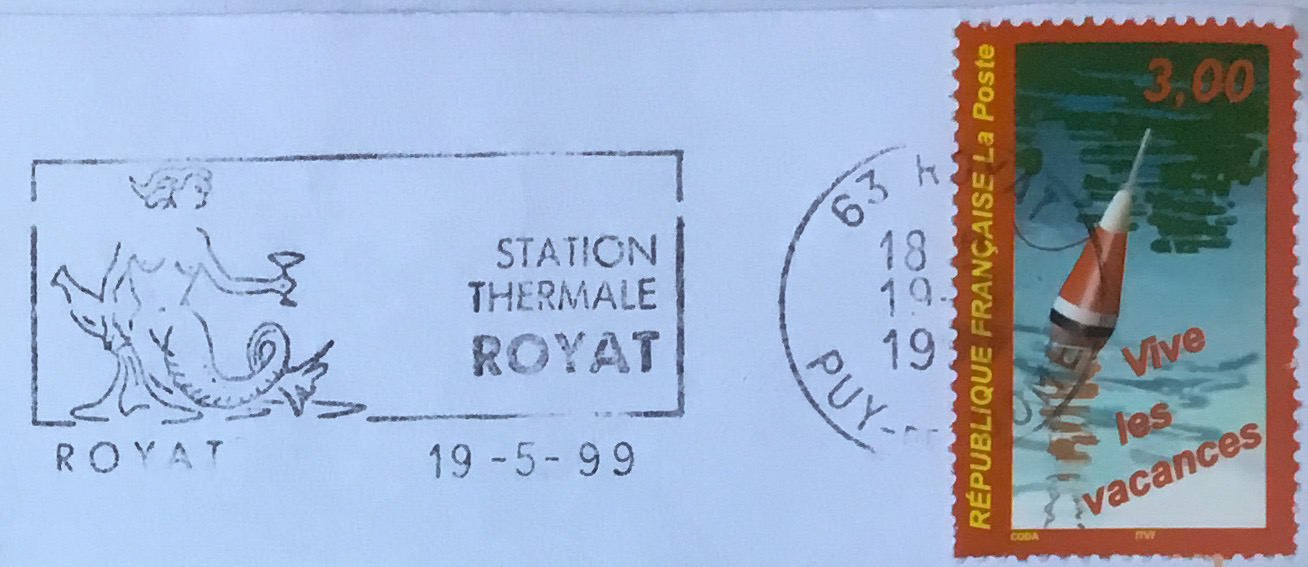 STATION
THERMALE
ROYAT
ROYAT 19-5-99
63 R
18
19-
19
PUY-
DÔME
RÉPUBLIQUE FRANÇAISE La Poste
3,00
Vive
les
vacances
CODA ITVF